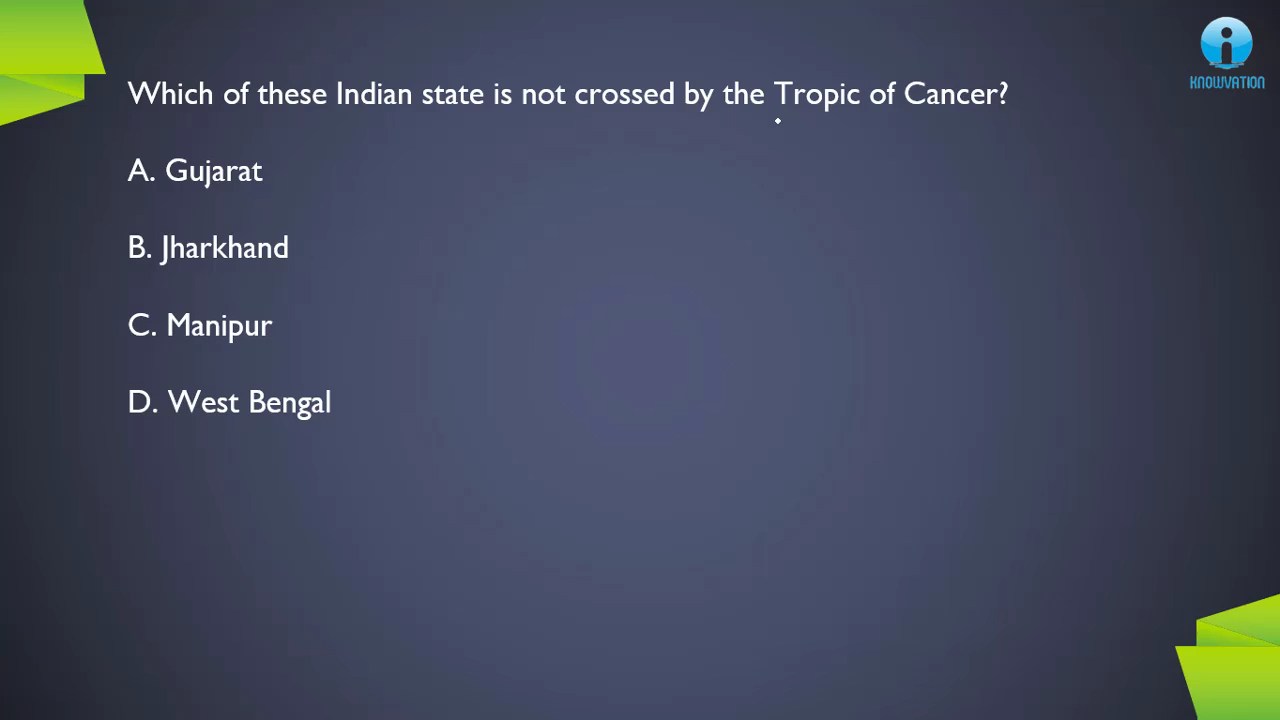 Which of these Indian state is not crossed by the Tropic of Cancer?
A. Gujarat
B. Jharkhand
C. Manipur
D. West Bengal
i
KNOWVATION